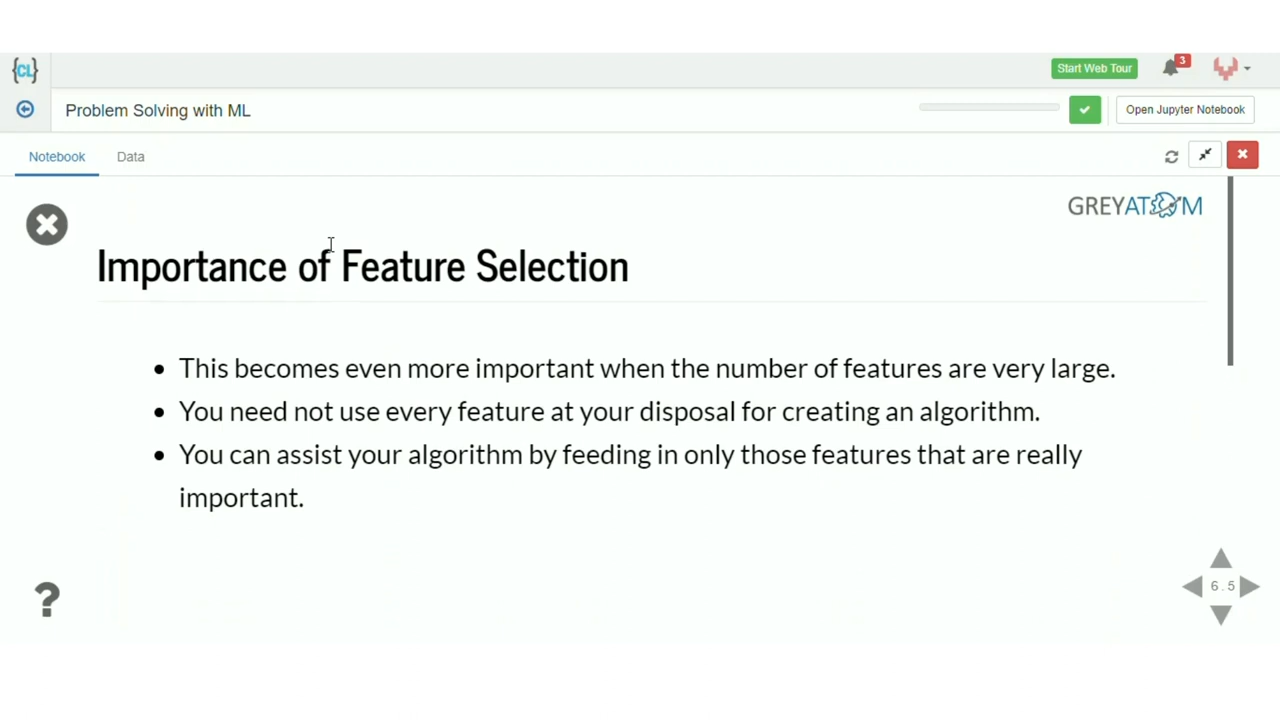 {CL}
Start Web Tour
3
Problem Solving with ML
Open Jupyter Notebook
Notebook
Data
GREYATOM
Importance of Feature Selection
• This becomes even more important when the number of features are very large.
• You need not use every feature at your disposal for creating an algorithm.
• You can assist your algorithm by feeding in only those features that are really
important.
?
6.5